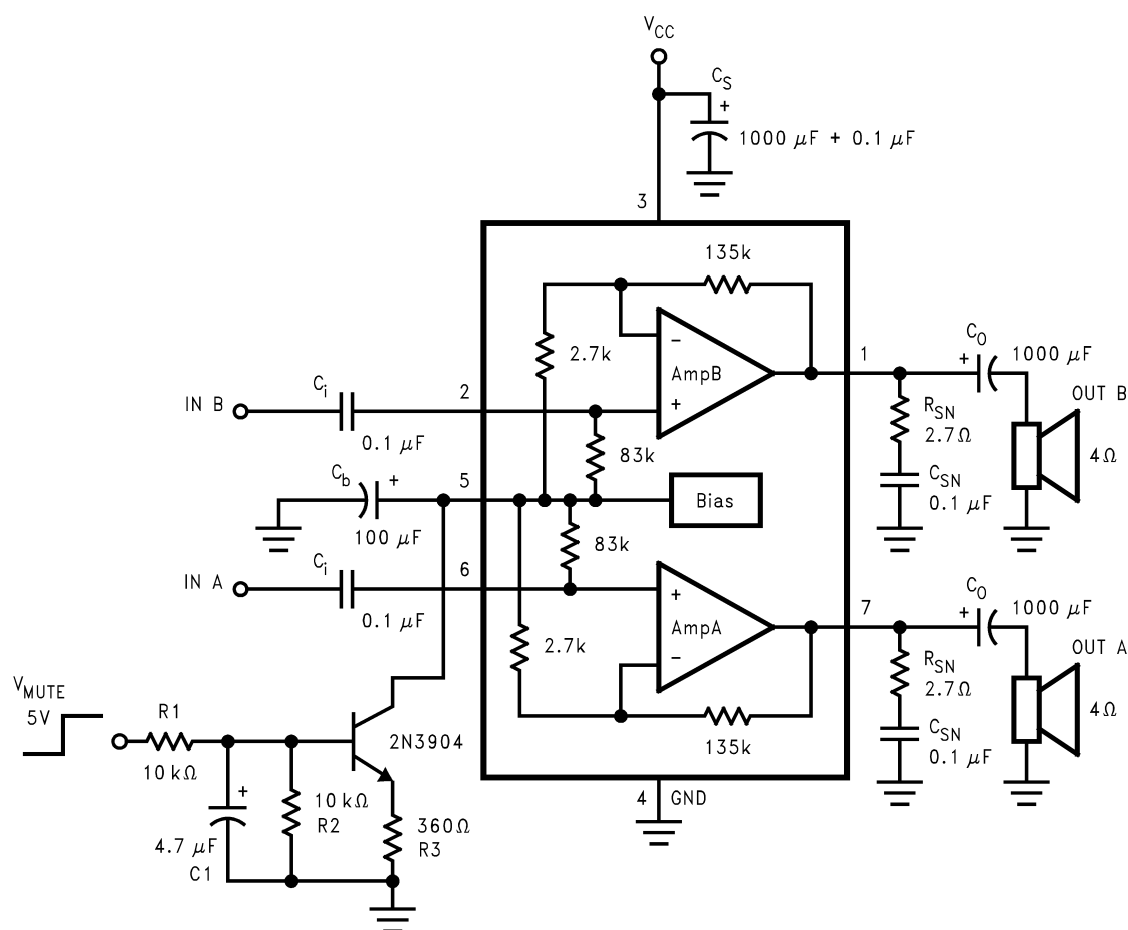 VCC
CS
+
1000 μF + 0.1 μF
3
135k
2.7k
−
AmpB
+
1
CO
+
1000 μF
OUT B
4Ω
RSN
2.7Ω
CSN
0.1 μF
IN B
Ci
0.1 μF
2
83k
Cb
+
100 μF
5
Bias
83k
IN A
Ci
0.1 μF
6
+
AmpA
−
7
CO
+
1000 μF
OUT A
4Ω
RSN
2.7Ω
CSN
0.1 μF
2.7k
135k
VMUTE
5V
R1
10 kΩ
2N3904
+
4.7 μF
C1
10 kΩ
R2
360Ω
R3
4 GND